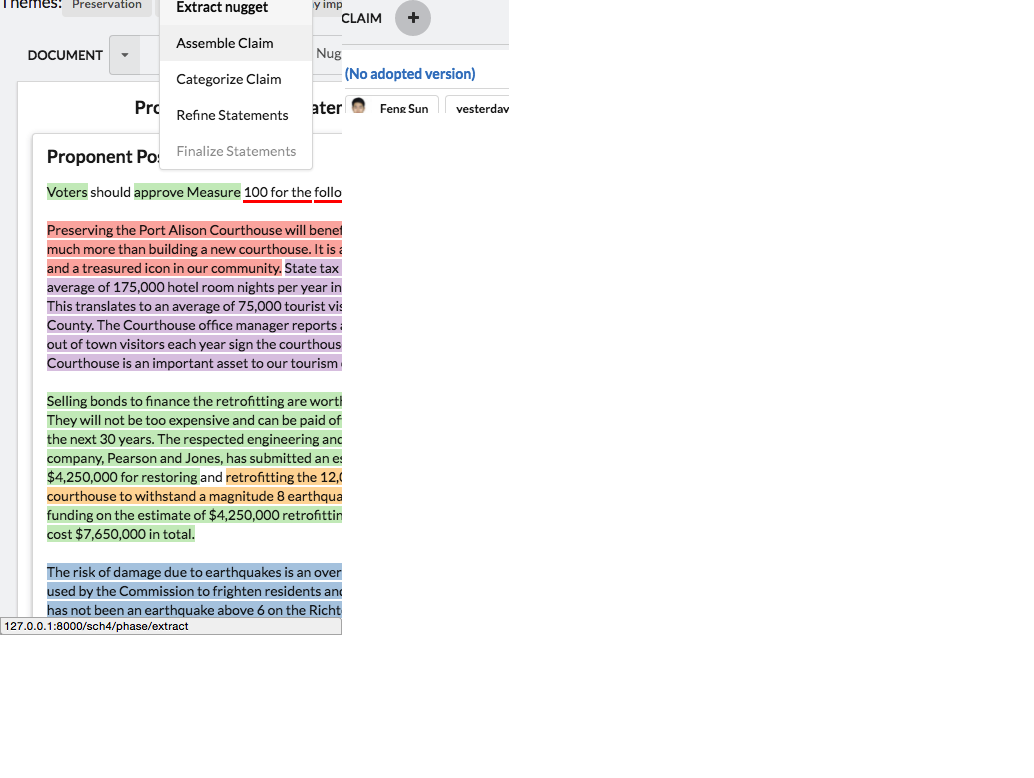 Themes:
Preservation
y imp
Extract nugget
CLAIM
+
Assemble Claim
DOCUMENT
Nug
(No adopted version)
Categorize Claim
Feng Sun
yesterday
Refine Statements
Finalize Statements
Proponent Pos
Voters should approve Measure 100 for the follo
Preserving the Port Alison Courthouse will benef
much more than building a new courthouse. It is a
and a treasured icon in our community. State tax
average of 175,000 hotel room nights per year in
This translates to an average of 75,000 tourist vis
County. The Courthouse office manager reports a
out of town visitors each year sign the courthous
Courthouse is an important asset to our tourism
Selling bonds to finance the retrofitting are worth
They will not be too expensive and can be paid of
the next 30 years. The respected engineering and
company, Pearson and Jones, has submitted an es
$4,250,000 for restoring and retrofitting the 12,0
courthouse to withstand a magnitude 8 earthqua
funding on the estimate of $4,250,000 retrofittin
cost $7,650,000 in total.
The risk of damage due to earthquakes is an over
used by the Commission to frighten residents and
has not been an earthquake above 6 on the Richt
127.0.0.1:8000/sch4/phase/extract